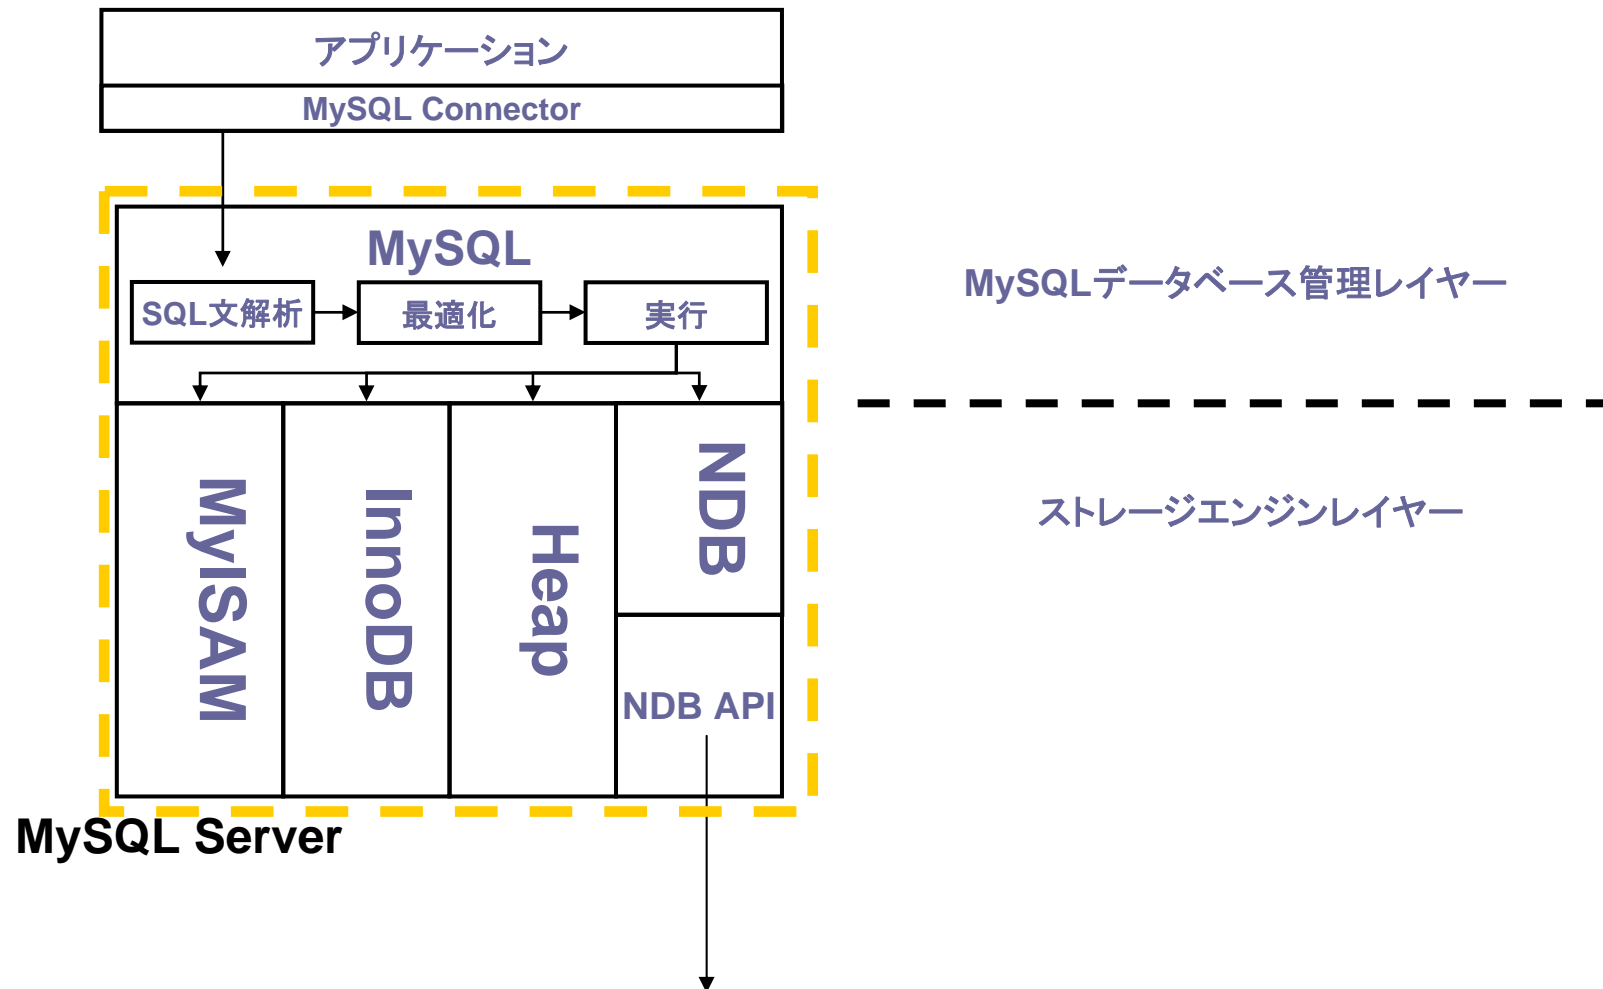 アプリケーション
MySQL Connector
MySQL
SQL文解析
最適化
実行
MySQLデータベース管理レイヤー
MyISAM
InnoDB
Heap
NDB
NDB API
ストレージエンジンレイヤー
MySQL Server